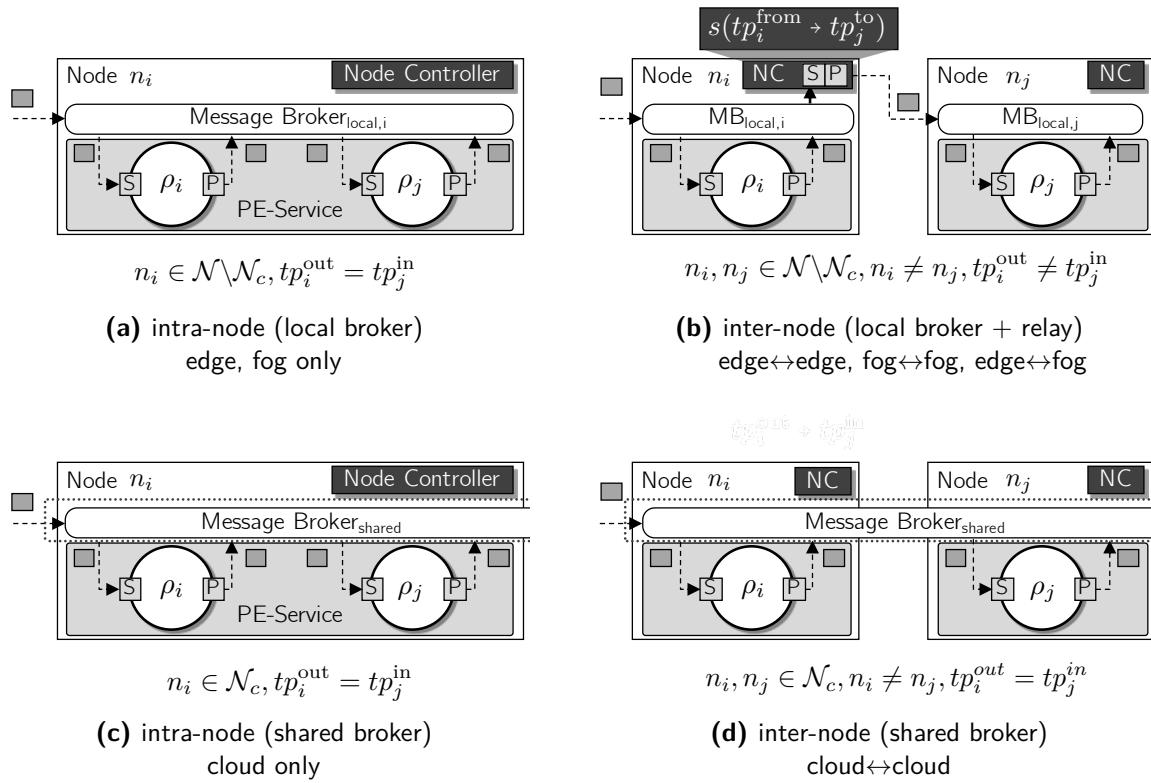 s(tp_i^from → tp_j^to)
Node n_i
Node Controller
Message Broker_local,i
S ρ_i P
S ρ_j P
PE-Service
n_i ∈ N\N_c, tp_i^out = tp_j^in
(a) intra-node (local broker)
edge, fog only
Node n_i
NC
S P
MB_local,i
S ρ_i P
Node n_j
NC
MB_local,j
S ρ_j P
n_i, n_j ∈ N\N_c, n_i ≠ n_j, tp_i^out ≠ tp_j^in
(b) inter-node (local broker + relay)
edge↔edge, fog↔fog, edge↔fog
Node n_i
Node Controller
Message Broker_shared
S ρ_i P
S ρ_j P
PE-Service
n_i ∈ N_c, tp_i^out = tp_j^in
(c) intra-node (shared broker)
cloud only
tp_i^out → tp_j^in
Node n_i
NC
Node n_j
NC
Message Broker_shared
S ρ_i P
S ρ_j P
n_i, n_j ∈ N_c, n_i ≠ n_j, tp_i^out = tp_j^in
(d) inter-node (shared broker)
cloud↔cloud